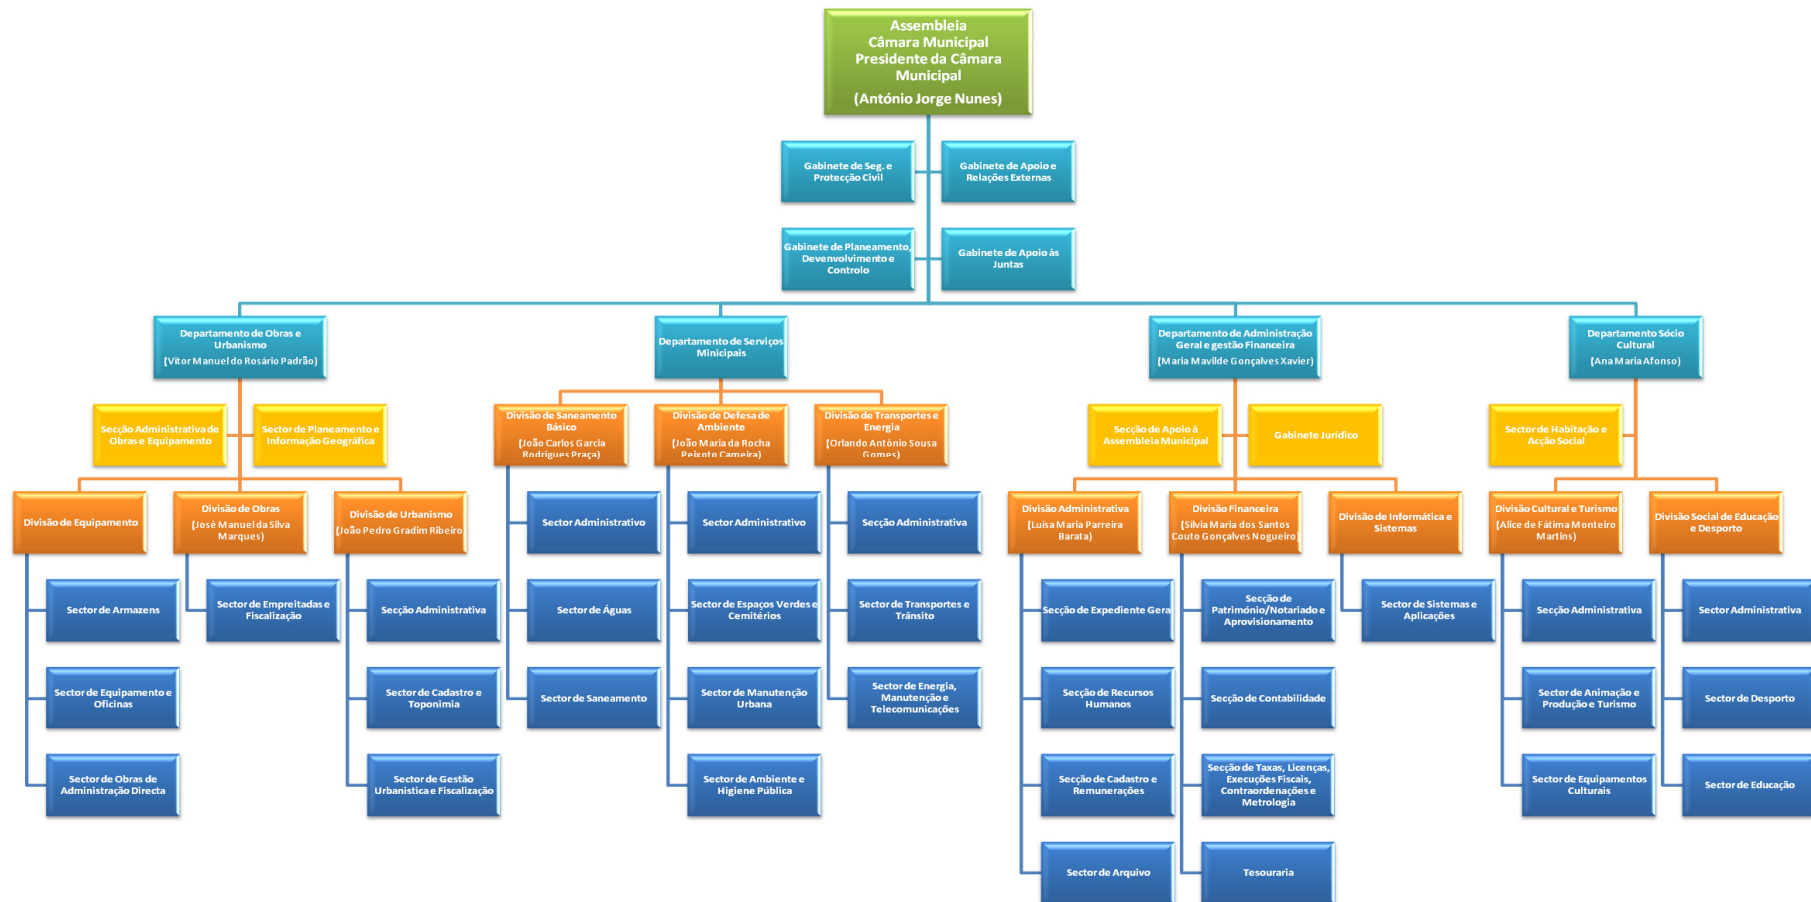 Assembleia
Câmara Municipal
Presidente da Câmara
Municipal
(António Jorge Nunes)
Gabinete de Seg. e
Protecção Civil
Gabinete de Apoio e
Relações Externas
Gabinete de Planeamento,
Devenvolvimento e
Controlo
Gabinete de Apoio às
Juntas
Departamento de Obras e
Urbanismo
(Vítor Manuel do Rosário Padrão)
Departamento de Serviços
Minicipais
Departamento de Administração
Geral e gestão Financeira
(Maria Mavilde Gonçalves Xavier)
Departamento Sócio
Cultural
(Ana Maria Afonso)
Secção Administrativa de
Obras e Equipamento
Sector de Planeamento e
Informação Geográfica
Divisão de Saneamento
Básico
(João Carlos Garcia
Rodrigues Praça)
Divisão de Defesa de
Ambiente
(João Maria da Rocha
Peixoto Cameira)
Divisão de Transportes e
Energia
(Orlando António Sousa
Gomes)
Secção de Apoio à
Assembleia Municipal
Gabinete Jurídico
Sector de Habitação e
Acção Social
Divisão de Equipamento
Divisão de Obras
(José Manuel da Silva
Marques)
Divisão de Urbanismo
(João Pedro Gradim Ribeiro)
Sector Administrativo
Sector Administrativo
Secção Administrativa
Divisão Administrativa
(Luisa Maria Parreira
Barata)
Divisão Financeira
(Silvia Maria dos Santos
Couto Gonçalves Nogueiro)
Divisão de Informática e
Sistemas
Divisão Cultural e Turismo
(Alice de Fátima Monteiro
Martins)
Divisão Social de Educação
e Desporto
Sector de Armazens
Sector de Empreitadas e
Fiscalização
Secção Administrativa
Sector de Águas
Sector de Espaços Verdes e
Cemitérios
Sector de Transportes e
Trânsito
Secção de Expediente Gera
Secção de
Património/Notariado e
Aprovisionamento
Sector de Sistemas e
Aplicações
Secção Administrativa
Sector Administrativa
Sector de Equipamento e
Oficinas
Sector de Cadastro e
Toponimia
Sector de Saneamento
Sector de Manutenção
Urbana
Sector de Energia,
Manutenção e
Telecomunicações
Secção de Recursos
Humanos
Secção de Contabilidade
Sector de Animação e
Produção e Turismo
Sector de Desporto
Sector de Obras de
Administração Directa
Sector de Gestão
Urbanistica e Fiscalização
Sector de Ambiente e
Higiene Pública
Secção de Cadastro e
Remunerações
Secção de Taxas, Licenças,
Execuções Fiscais,
Contraordenações e
Metrologia
Sector de Equipamentos
Culturais
Sector de Educação
Sector de Arquivo
Tesouraria